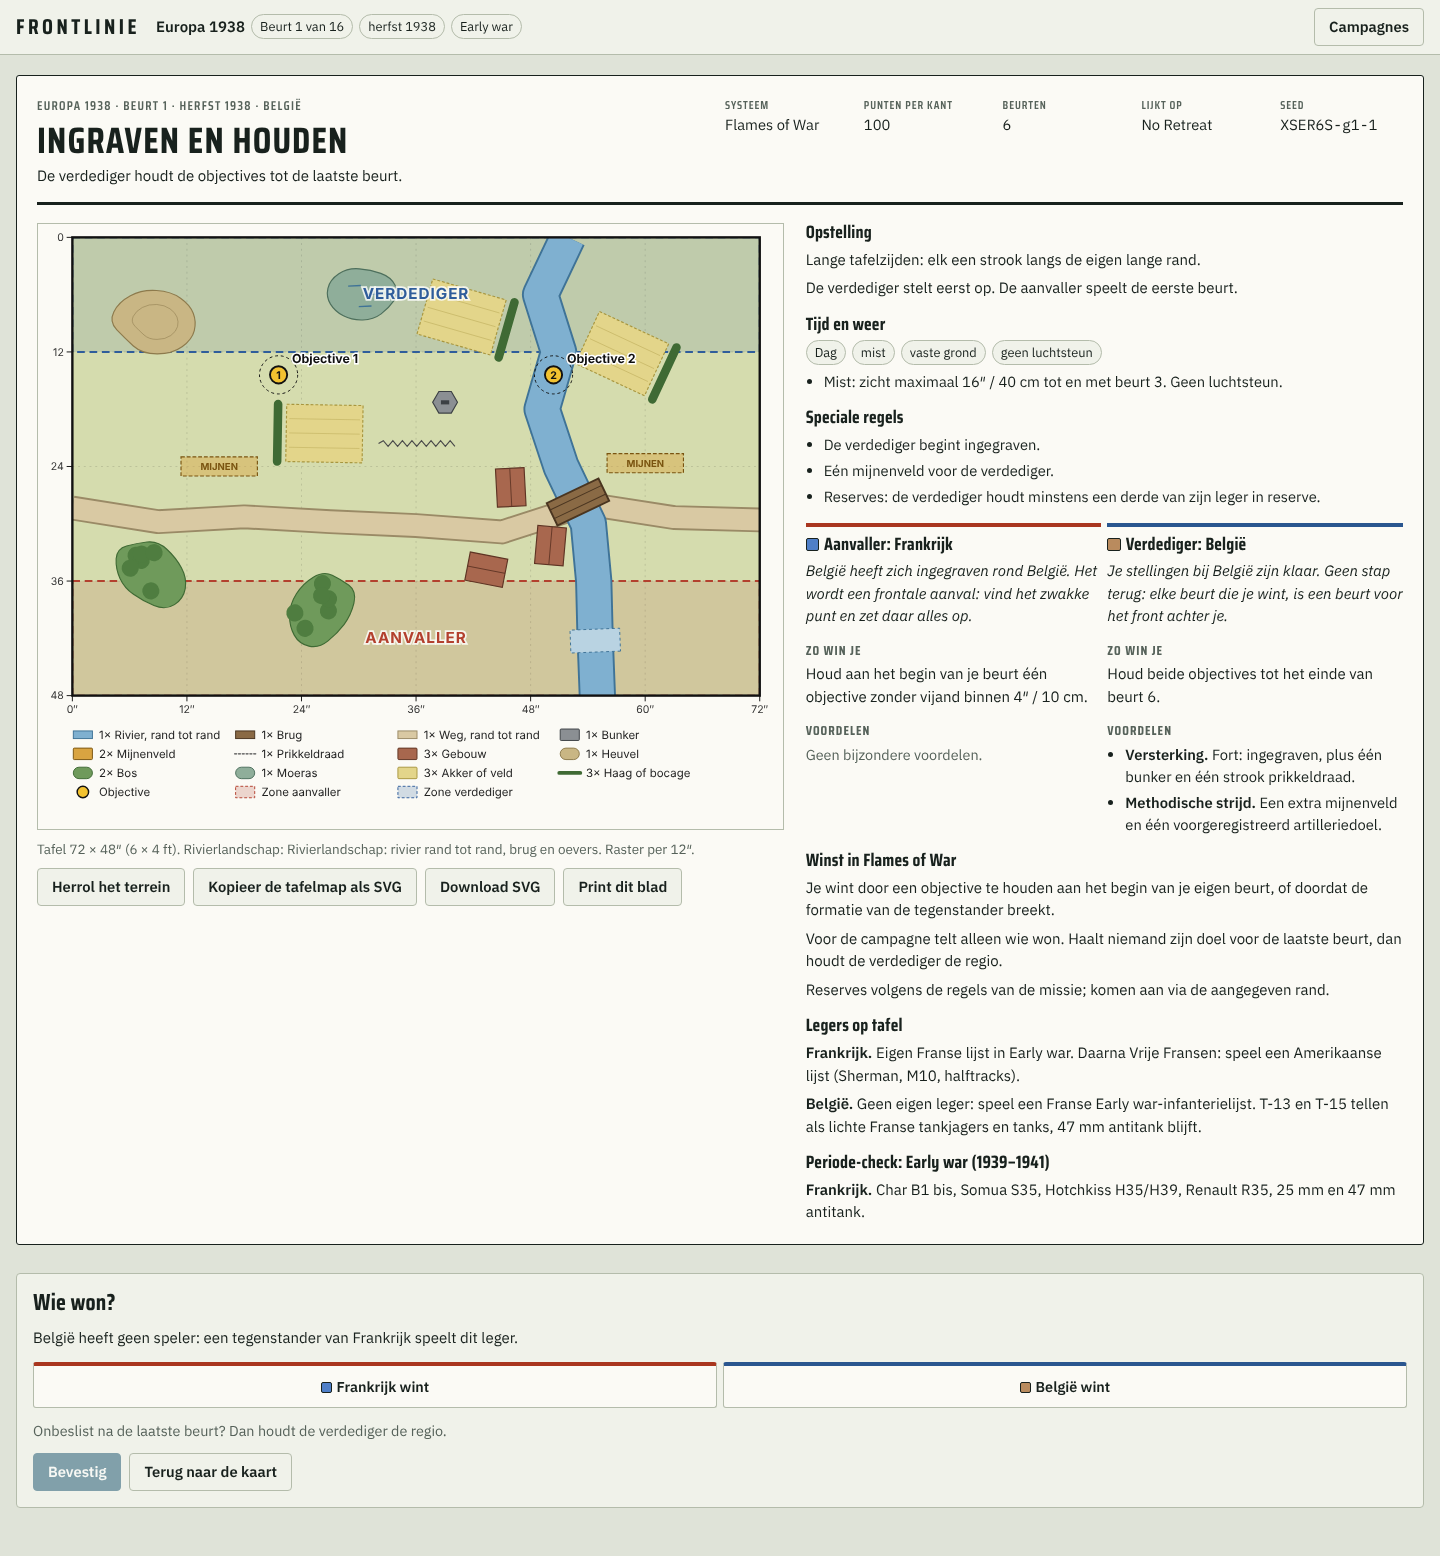 FRONTLINIE
Europa 1938
Beurt 1 van 16
herfst 1938
Early war
Campagnes
EUROPA 1938 · BEURT 1 · HERFST 1938 · BELGIË
INGRAVEN EN HOUDEN
De verdediger houdt de objectives tot de laatste beurt.
SYSTEEM
Flames of War
PUNTEN PER KANT
100
BEURTEN
6
LIJKT OP
No Retreat
SEED
XSER6S-g1-1
0
12
24
36
48
0″
12″
24″
36″
48″
60″
72″
VERDEDIGER
Objective 1
1
Objective 2
2
MIJNEN
MIJNEN
AANVALLER
1× Rivier, rand tot rand
1× Brug
1× Weg, rand tot rand
1× Bunker
2× Mijnenveld
1× Prikkeldraad
3× Gebouw
1× Heuvel
2× Bos
1× Moeras
3× Akker of veld
3× Haag of bocage
Objective
Zone aanvaller
Zone verdediger
Tafel 72 × 48″ (6 × 4 ft). Rivierlandschap: Rivierlandschap: rivier rand tot rand, brug en oevers. Raster per 12″.
Herrol het terrein
Kopieer de tafelmap als SVG
Download SVG
Print dit blad
Opstelling
Lange tafelzijden: elk een strook langs de eigen lange rand.
De verdediger stelt eerst op. De aanvaller speelt de eerste beurt.
Tijd en weer
Dag
mist
vaste grond
geen luchtsteun
• Mist: zicht maximaal 16″ / 40 cm tot en met beurt 3. Geen luchtsteun.
Speciale regels
• De verdediger begint ingegraven.
• Eén mijnenveld voor de verdediger.
• Reserves: de verdediger houdt minstens een derde van zijn leger in reserve.
Aanvaller: Frankrijk
België heeft zich ingegraven rond België. Het
wordt een frontale aanval: vind het zwakke
punt en zet daar alles op.
ZO WIN JE
Houd aan het begin van je beurt één
objective zonder vijand binnen 4″ / 10 cm.
VOORDELEN
Geen bijzondere voordelen.
Verdediger: België
Je stellingen bij België zijn klaar. Geen stap
terug: elke beurt die je wint, is een beurt voor
het front achter je.
ZO WIN JE
Houd beide objectives tot het einde van
beurt 6.
VOORDELEN
• Versterking. Fort: ingegraven, plus één
bunker en één strook prikkeldraad.
• Methodische strijd. Een extra mijnenveld
en één voorgeregistreerd artilleriedoel.
Winst in Flames of War
Je wint door een objective te houden aan het begin van je eigen beurt, of doordat de
formatie van de tegenstander breekt.
Voor de campagne telt alleen wie won. Haalt niemand zijn doel voor de laatste beurt, dan
houdt de verdediger de regio.
Reserves volgens de regels van de missie; komen aan via de aangegeven rand.
Legers op tafel
Frankrijk. Eigen Franse lijst in Early war. Daarna Vrije Fransen: speel een Amerikaanse
lijst (Sherman, M10, halftracks).
België. Geen eigen leger: speel een Franse Early war-infanterielijst. T-13 en T-15 tellen
als lichte Franse tankjagers en tanks, 47 mm antitank blijft.
Periode-check: Early war (1939–1941)
Frankrijk. Char B1 bis, Somua S35, Hotchkiss H35/H39, Renault R35, 25 mm en 47 mm
antitank.
Wie won?
België heeft geen speler: een tegenstander van Frankrijk speelt dit leger.
Frankrijk wint
België wint
Onbeslist na de laatste beurt? Dan houdt de verdediger de regio.
Bevestig
Terug naar de kaart